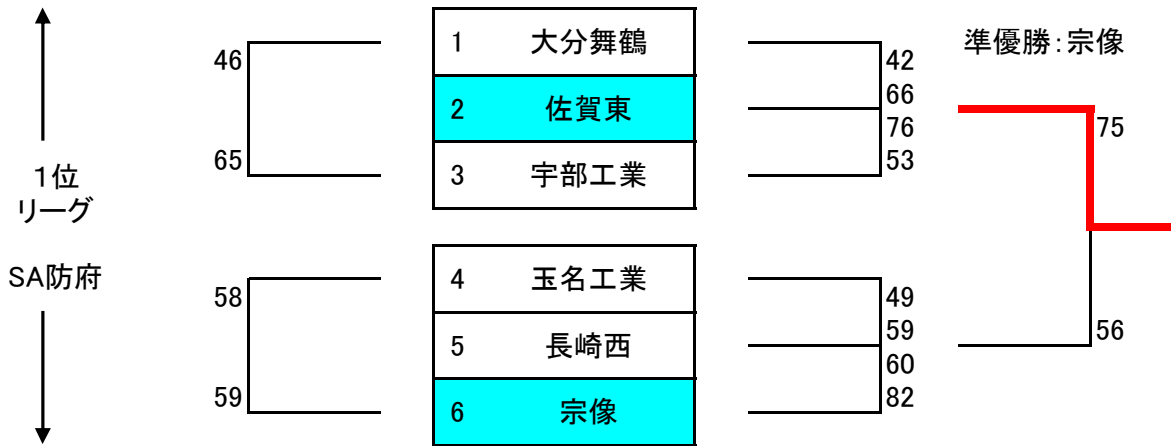 1 大分舞鶴
2 佐賀東
3 宇部工業
46
65
42
66
76
53
準優勝：宗像
75
56
1位
リーグ
SA防府
4 玉名工業
5 長崎西
6 宗像
58
59
49
59
60
82